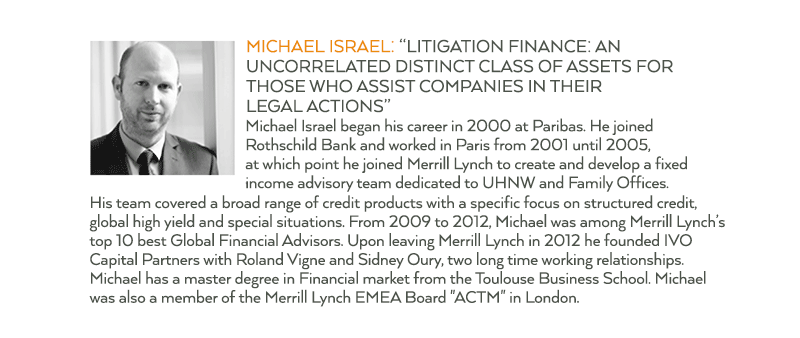 MICHAEL ISRAEL: “LITIGATION FINANCE: AN
UNCORRELATED DISTINCT CLASS OF ASSETS FOR
THOSE WHO ASSIST COMPANIES IN THEIR
LEGAL ACTIONS”
Michael Israel began his career in 2000 at Paribas. He joined
Rothschild Bank and worked in Paris from 2001 until 2005,
at which point he joined Merrill Lynch to create and develop a fixed
income advisory team dedicated to UHNW and Family Offices.
His team covered a broad range of credit products with a specific focus on structured credit,
global high yield and special situations. From 2009 to 2012, Michael was among Merrill Lynch’s
top 10 best Global Financial Advisors. Upon leaving Merrill Lynch in 2012 he founded IVO
Capital Partners with Roland Vigne and Sidney Oury, two long time working relationships.
Michael has a master degree in Financial market from the Toulouse Business School. Michael
was also a member of the Merrill Lynch EMEA Board "ACTM" in London.